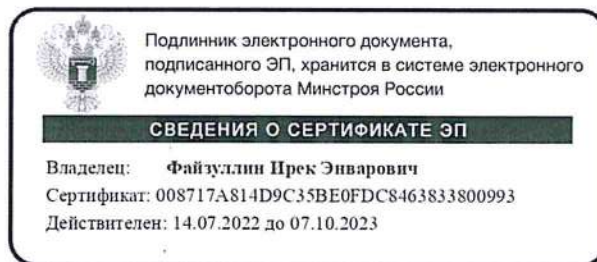 Подлинник электронного документа,
подписанного ЭП, хранится в системе электронного
документоборота Минстроя России
СВЕДЕНИЯ О СЕРТИФИКАТЕ ЭП
Владелец: Файзуллин Ирек Энварович
Сертификат: 008717A814D9C35BE0FDC8463833800993
Действителен: 14.07.2022 до 07.10.2023